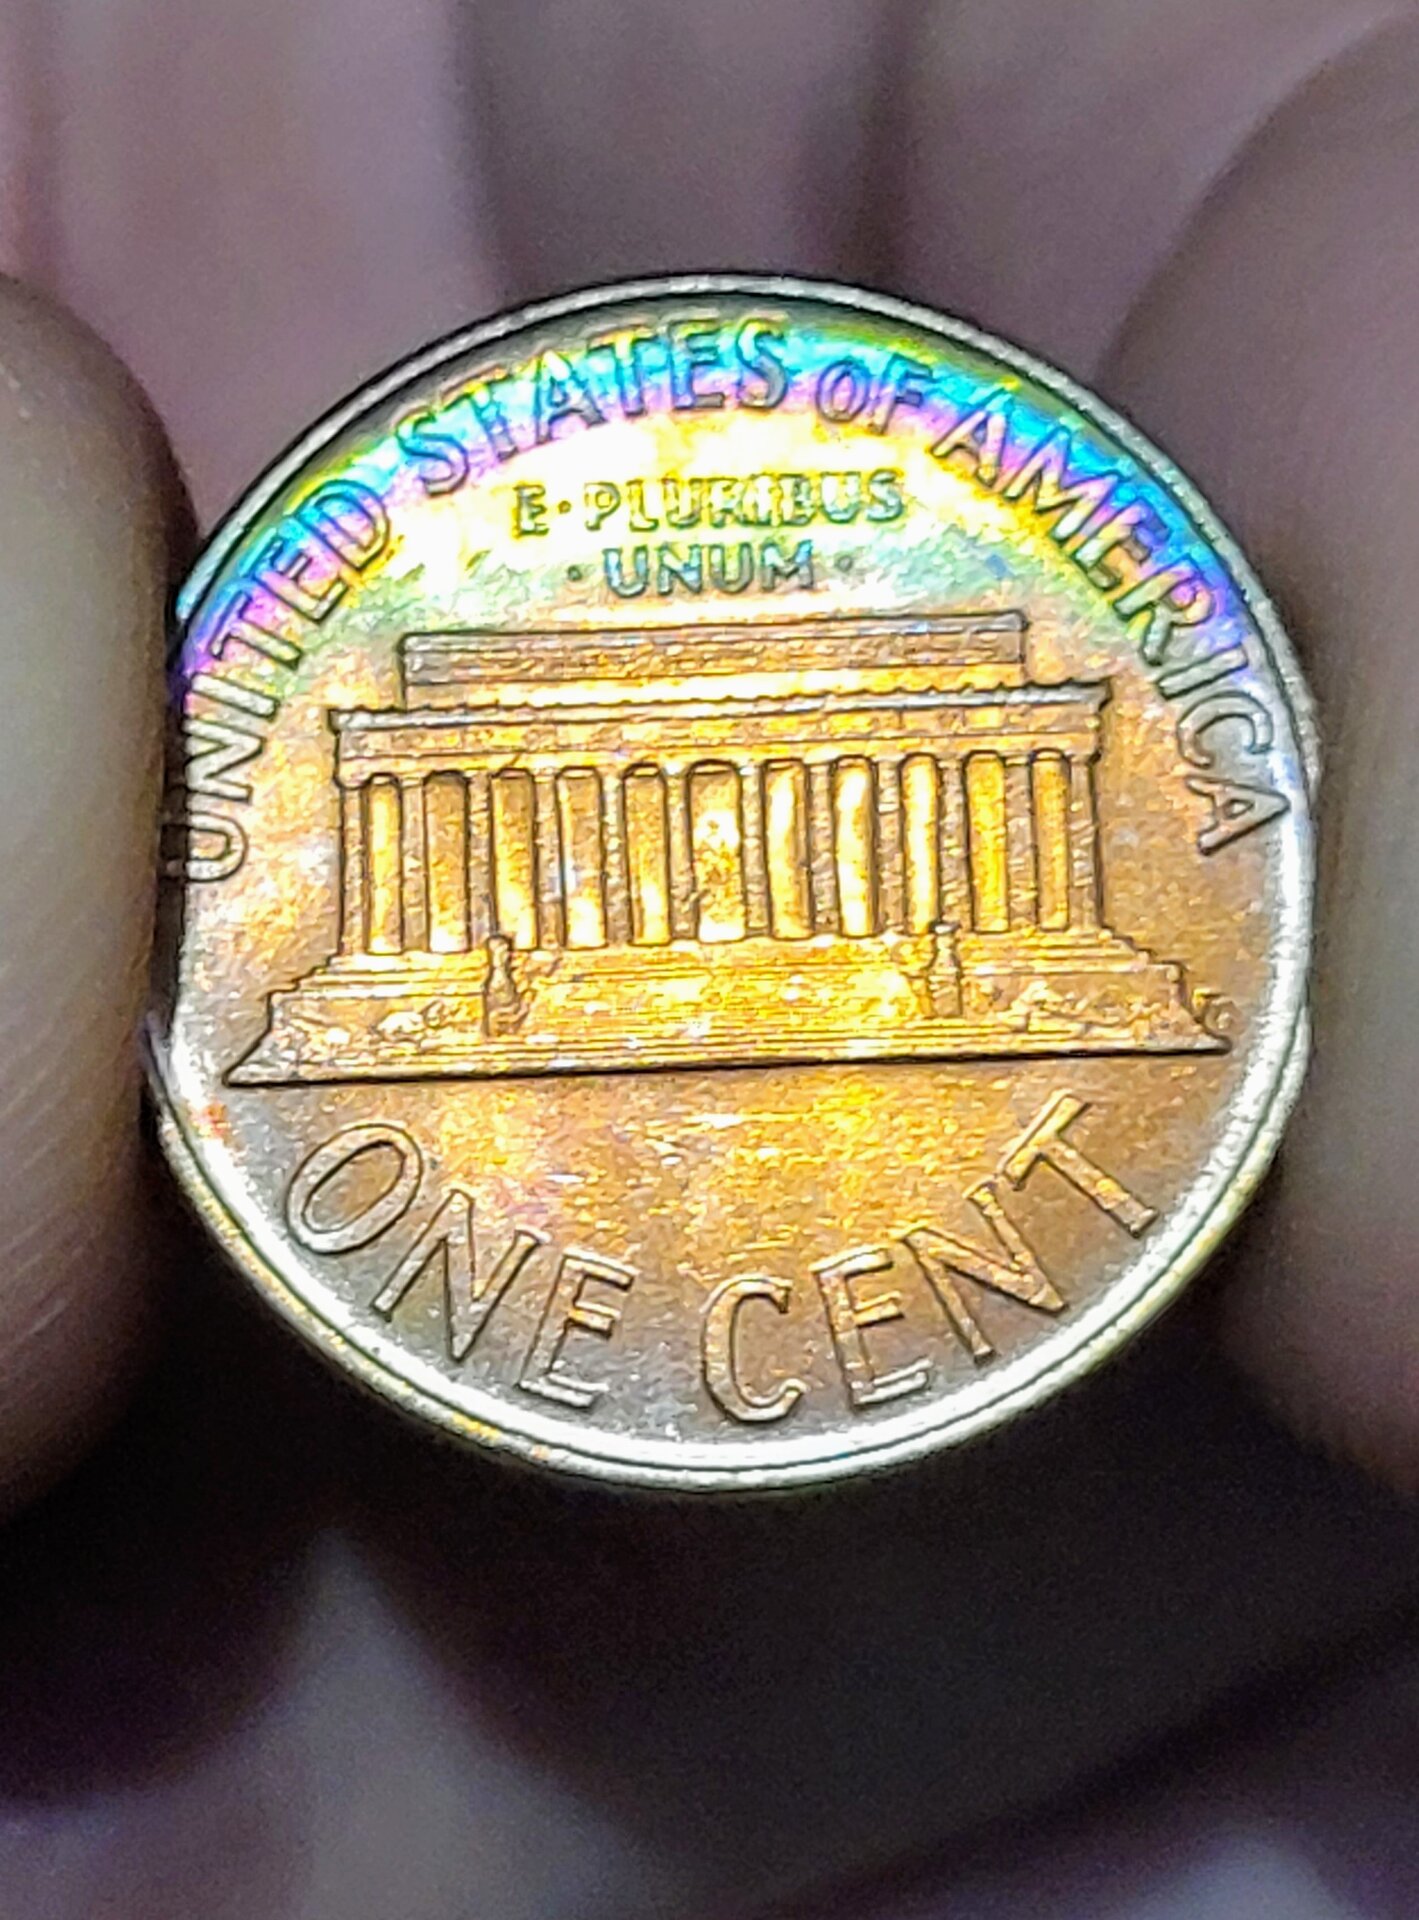 UNITED STATES OF AMERICA
E·PLURIBUS
·UNUM·
ONE CENT